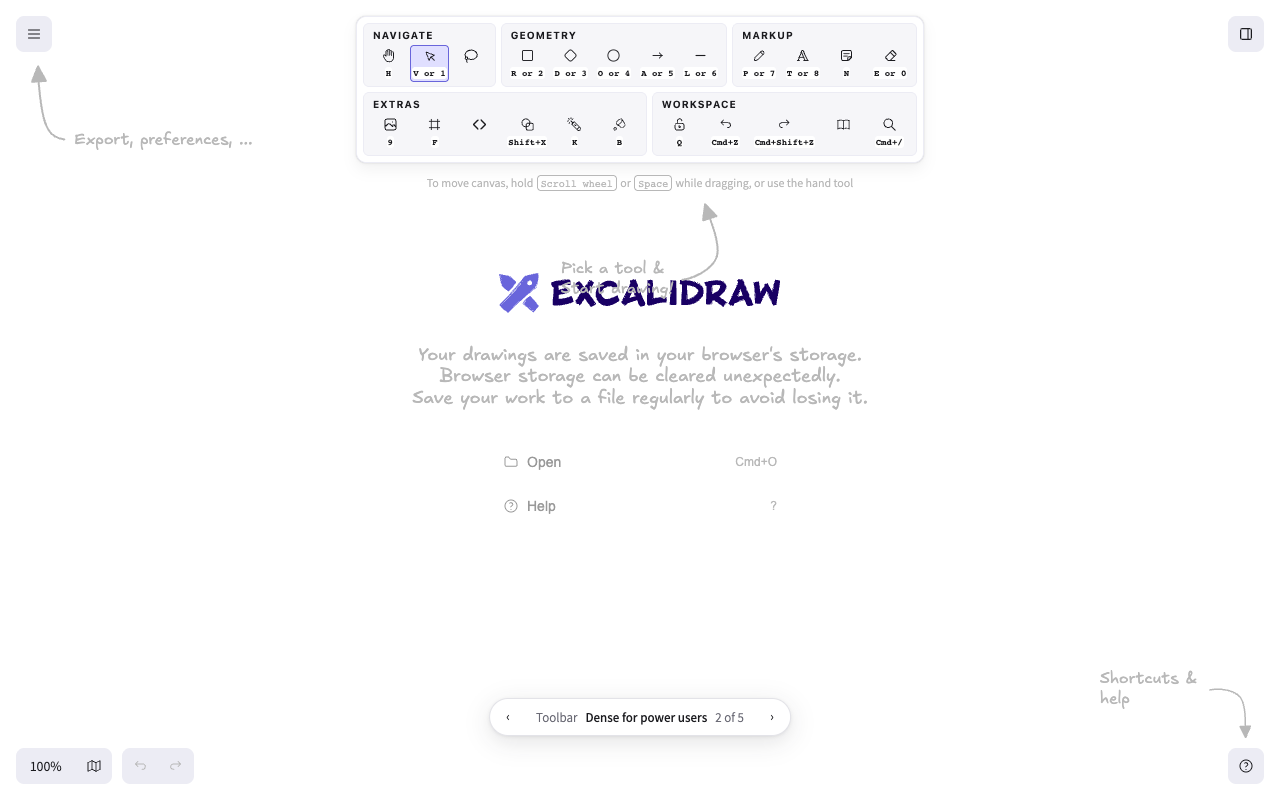 NAVIGATE
GEOMETRY
MARKUP
H
V or 1
R or 2
D or 3
O or 4
A or 5
L or 6
P or 7
T or 8
N
E or 0
EXTRAS
WORKSPACE
9
F
Shift+X
K
B
Q
Cmd+Z
Cmd+Shift+Z
Cmd+/
Export, preferences, ...
To move canvas, hold Scroll wheel or Space while dragging, or use the hand tool
Pick a tool &
Start drawing!
EXCALIDRAW
Your drawings are saved in your browser's storage.
Browser storage can be cleared unexpectedly.
Save your work to a file regularly to avoid losing it.
Open Cmd+O
Help ?
Shortcuts &
help
‹ Toolbar Dense for power users 2 of 5 ›
100%